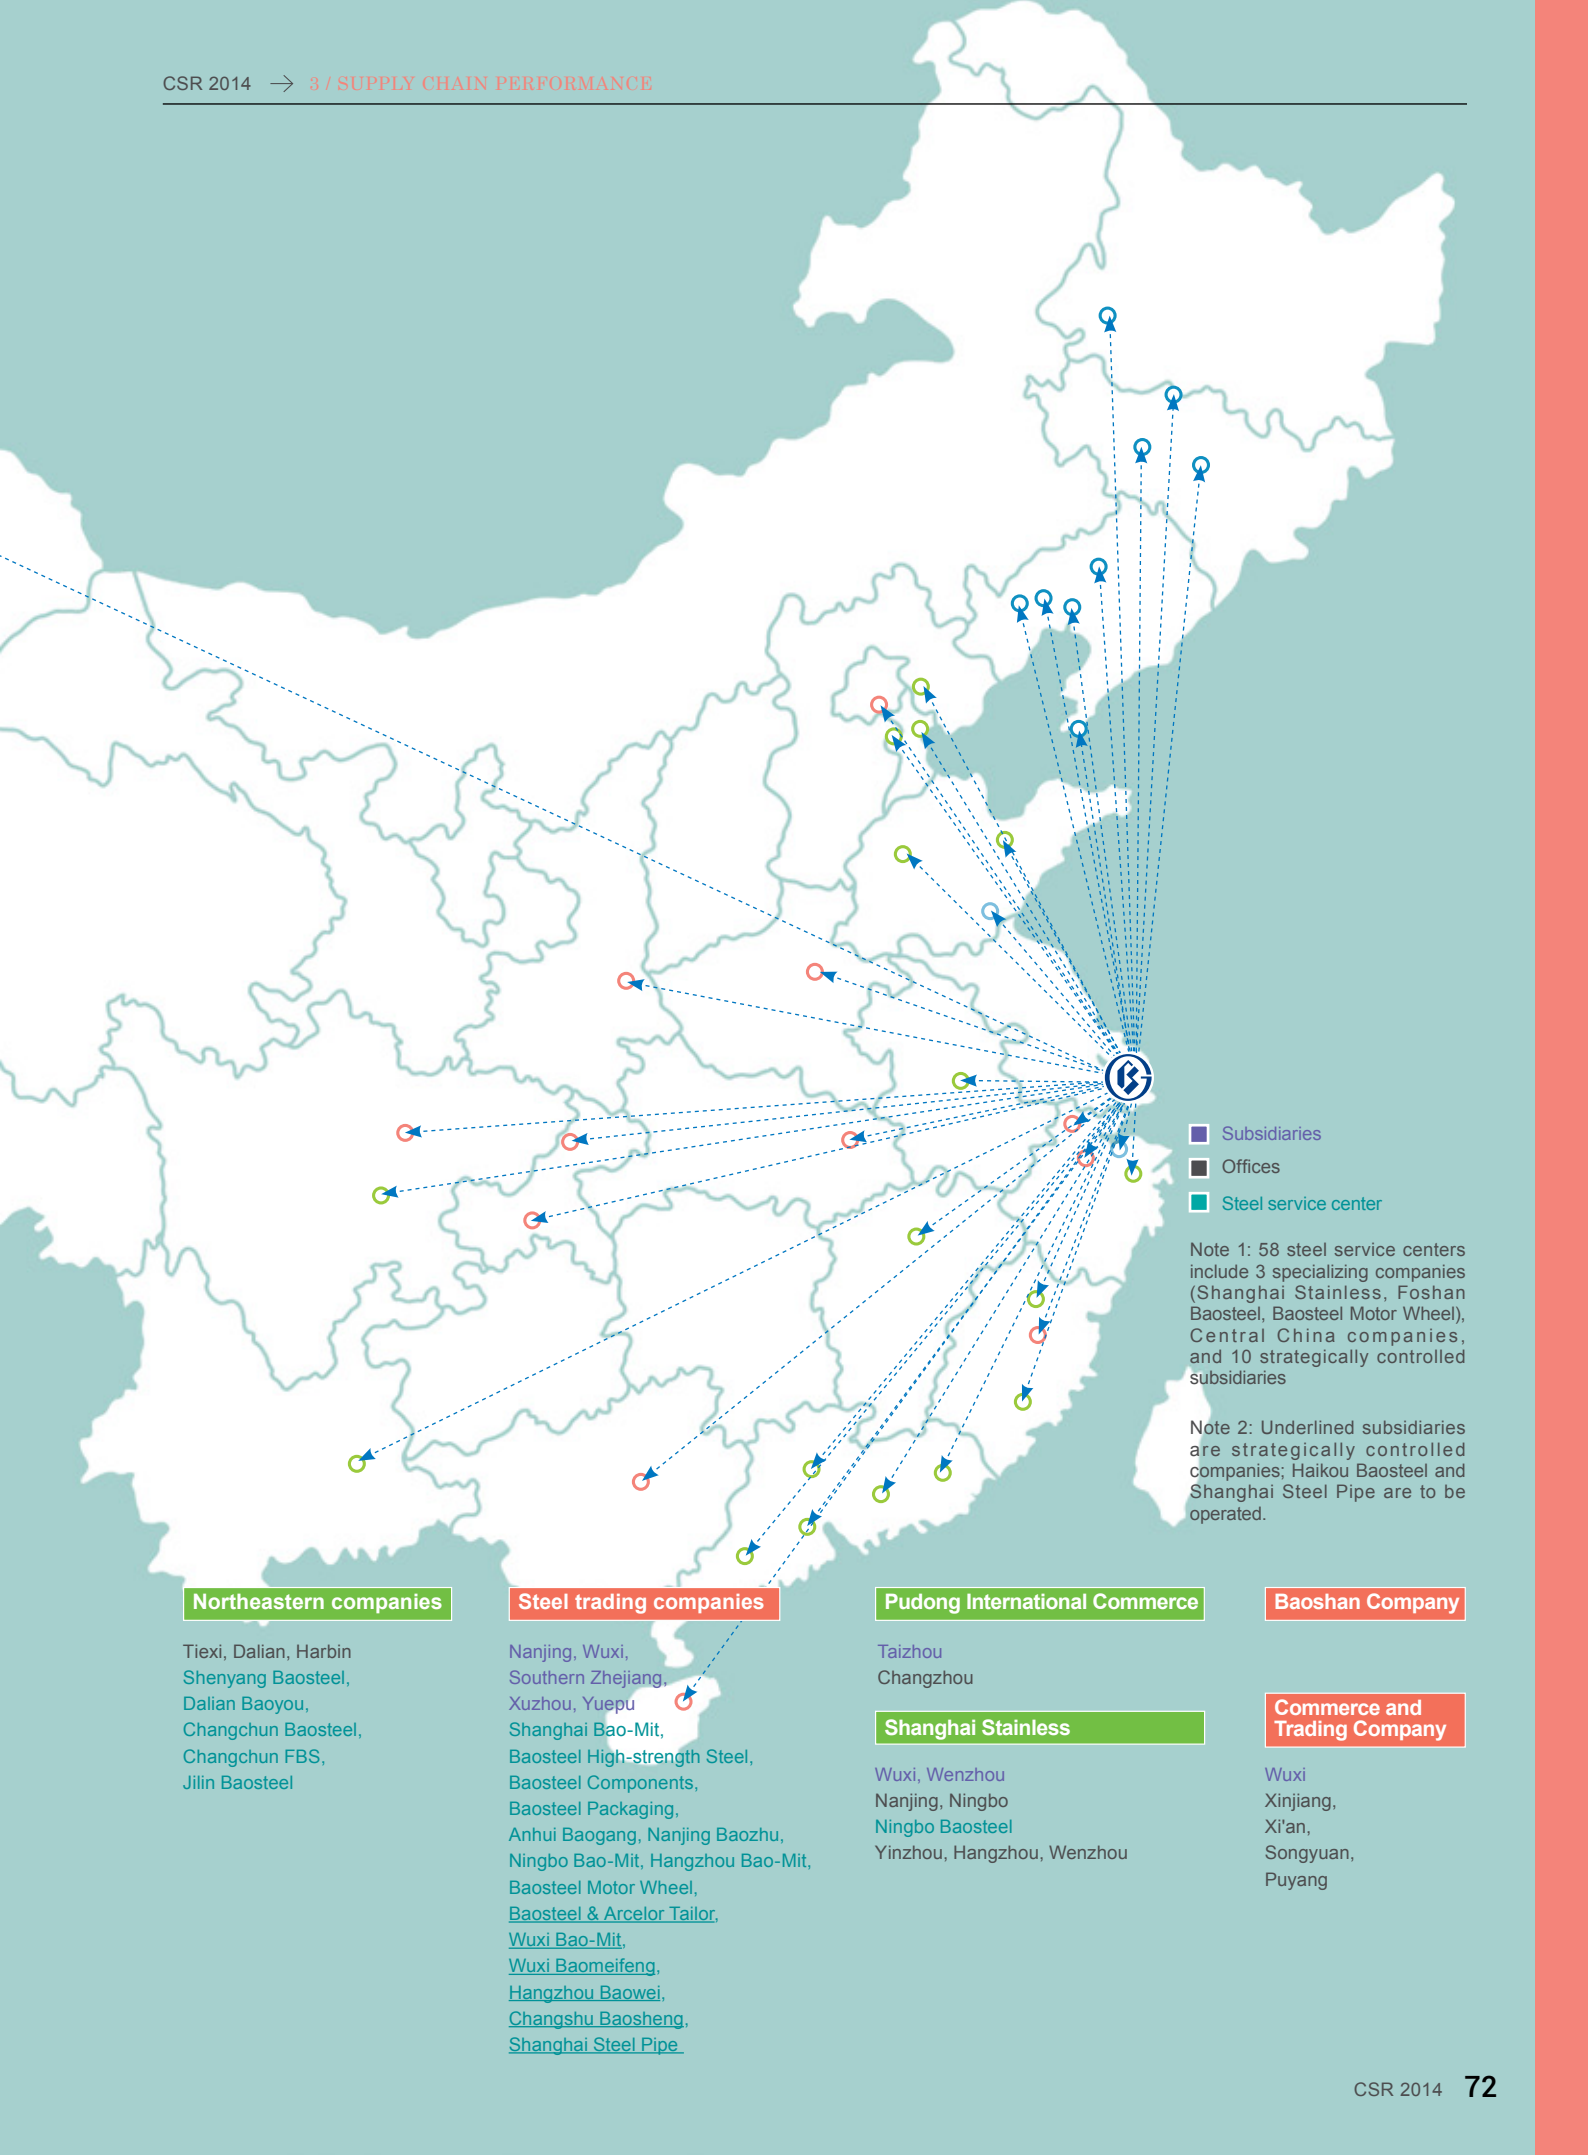 CSR 2014 → 3 / SUPPLY CHAIN PERFORMANCE
Subsidiaries
Offices
Steel service center
Note 1: 58 steel service centers
include 3 specializing companies
(Shanghai Stainless, Foshan
Baosteel, Baosteel Motor Wheel),
Central China companies,
and 10 strategically controlled
subsidiaries
Note 2: Underlined subsidiaries
are strategically controlled
companies; Haikou Baosteel and
Shanghai Steel Pipe are to be
operated.
Northeastern companies
Tiexi, Dalian, Harbin
Shenyang Baosteel,
Dalian Baoyou,
Changchun Baosteel,
Changchun FBS,
Jilin Baosteel
Steel trading companies
Nanjing, Wuxi,
Southern Zhejiang,
Xuzhou, Yuepu
Shanghai Bao-Mit,
Baosteel High-strength Steel,
Baosteel Components,
Baosteel Packaging,
Anhui Baogang, Nanjing Baozhu,
Ningbo Bao-Mit, Hangzhou Bao-Mit,
Baosteel Motor Wheel,
Baosteel & Arcelor Tailor,
Wuxi Bao-Mit,
Wuxi Baomeifeng,
Hangzhou Baowei,
Changshu Baosheng,
Shanghai Steel Pipe
Pudong International Commerce
Taizhou
Changzhou
Shanghai Stainless
Wuxi, Wenzhou
Nanjing, Ningbo
Ningbo Baosteel
Yinzhou, Hangzhou, Wenzhou
Baoshan Company
Commerce and
Trading Company
Wuxi
Xinjiang,
Xi'an,
Songyuan,
Puyang
CSR 2014 72